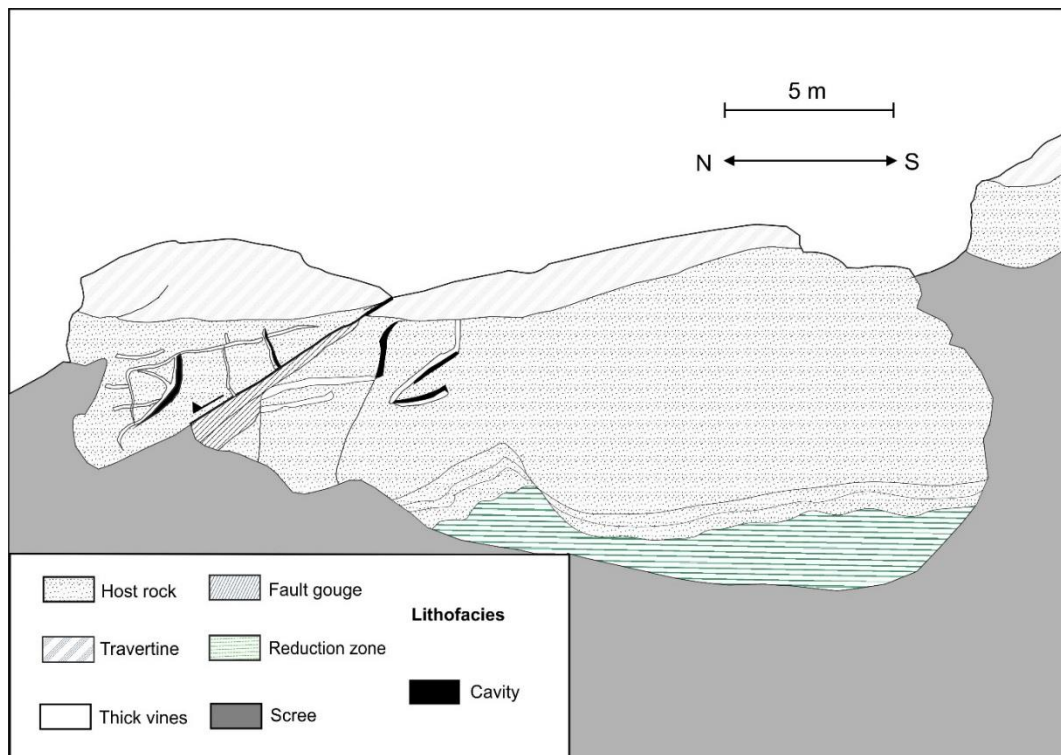 5 m
N S
Host rock
Fault gouge
Lithofacies
Travertine
Reduction zone
Thick vines
Scree
Cavity